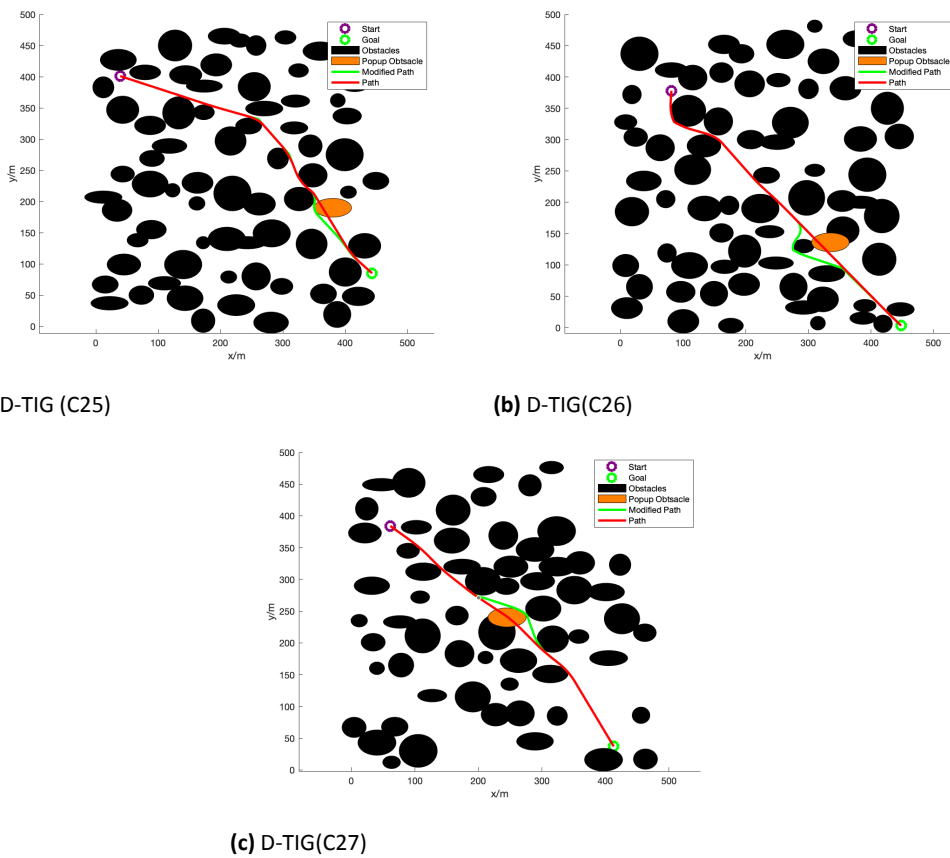 500
450
400
350
300
250
200
150
100
50
0
y/m
0
100
200
300
400
500
x/m
Start
Goal
Obstacles
Popup Obtsacle
Modified Path
Path
D-TIG (C25)
500
450
400
350
300
250
200
150
100
50
0
y/m
0
100
200
300
400
500
x/m
Start
Goal
Obstacles
Popup Obtsacle
Modified Path
Path
(b) D-TIG(C26)
500
450
400
350
300
250
200
150
100
50
0
y/m
0
100
200
300
400
500
x/m
Start
Goal
Obstacles
Popup Obtsacle
Modified Path
Path
(c) D-TIG(C27)